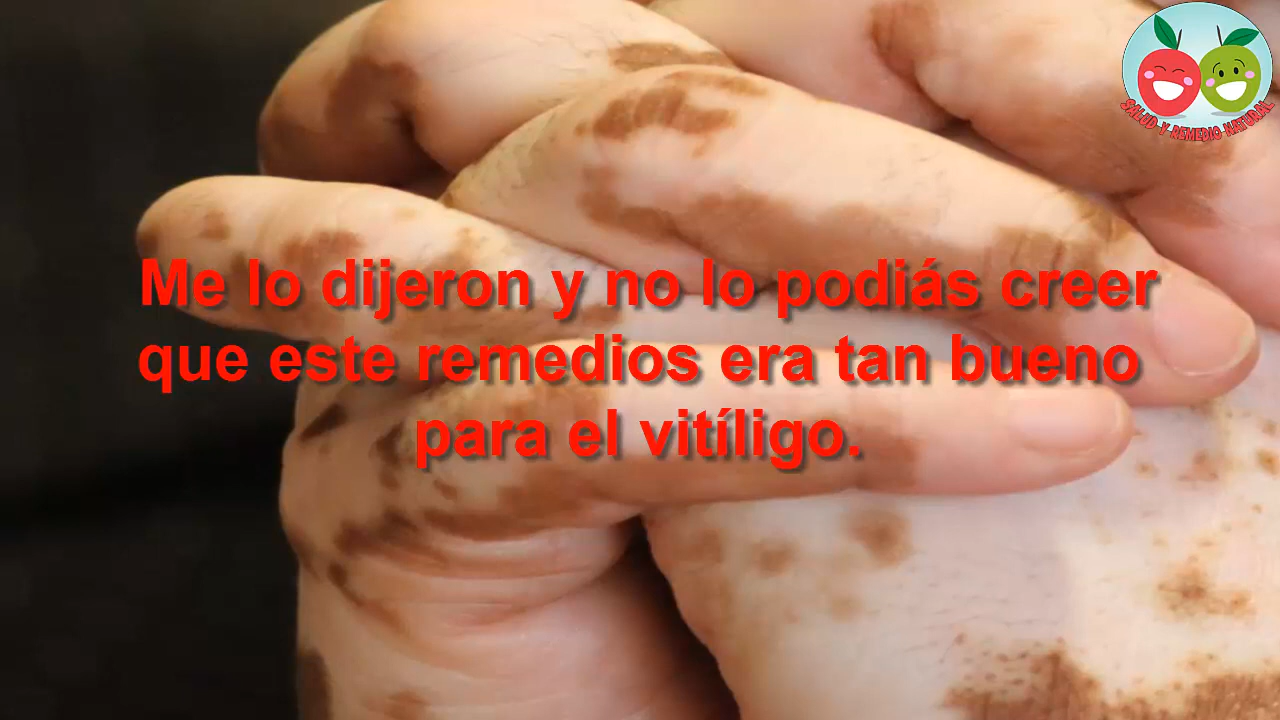 SALUD Y REMEDIO NATURAL
Me lo dijeron y no lo podiás creer
que este remedios era tan bueno
para el vitíligo.